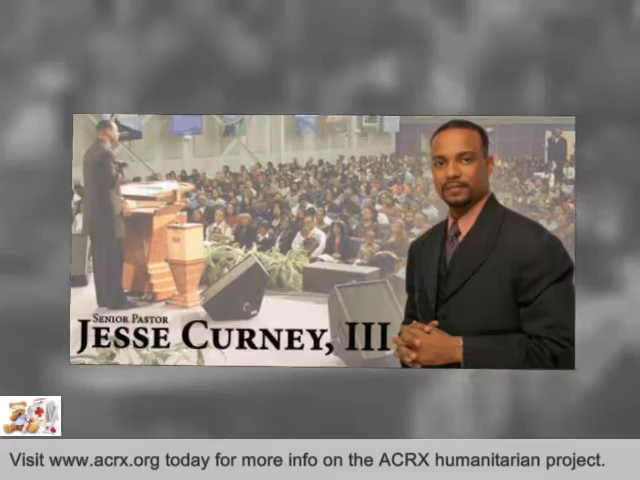 SENIOR PASTOR
JESSE CURNEY, III
Visit www.acrx.org today for more info on the ACRX humanitarian project.